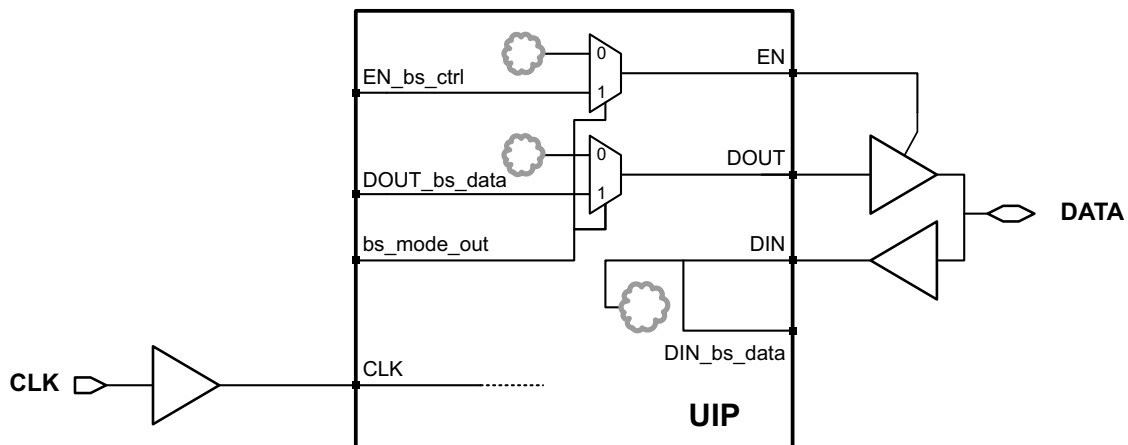 0
EN
EN_bs_ctrl
1
0
DOUT
DOUT_bs_data
1
DATA
bs_mode_out
DIN
DIN_bs_data
CLK
CLK
UIP